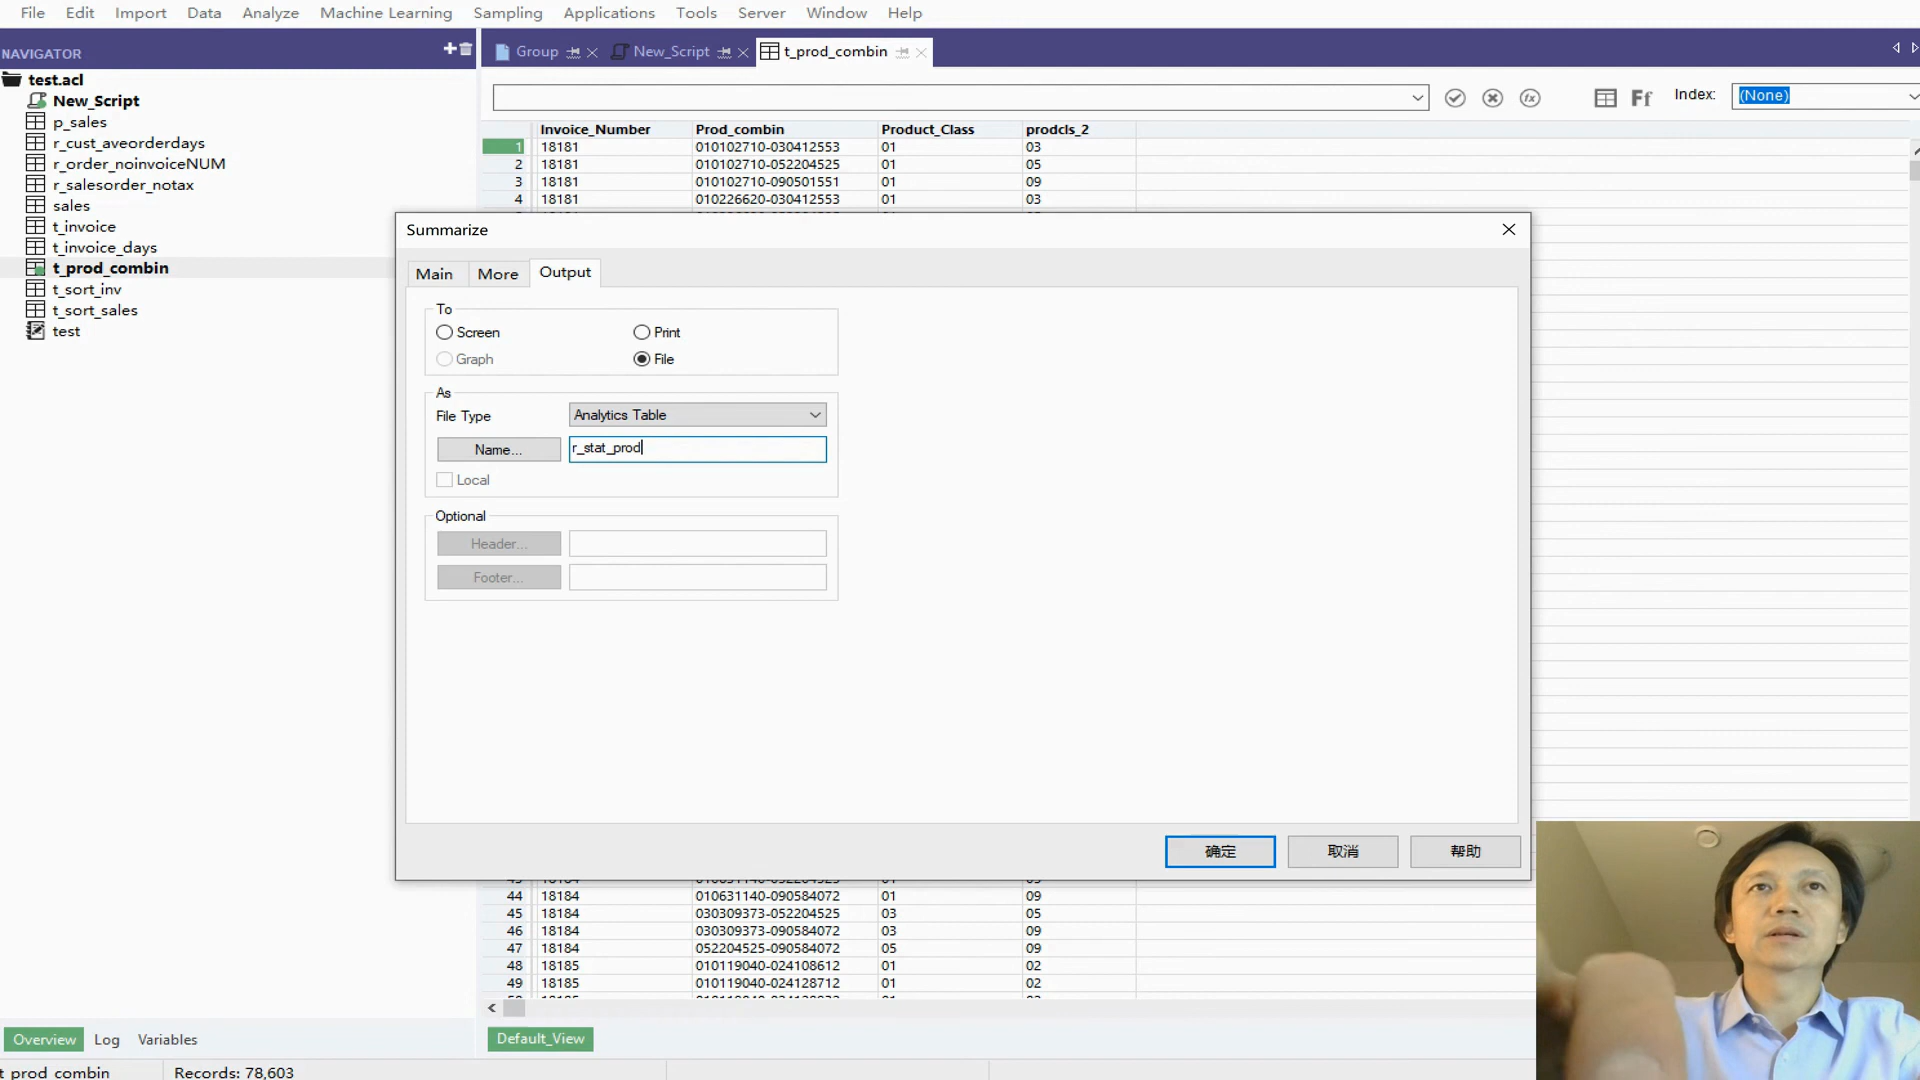 File Edit Import Data Analyze Machine Learning Sampling Applications Tools Server Window Help
NAVIGATOR
test.acl
New_Script
p_sales
r_cust_aveorderdays
r_order_noinvoiceNUM
r_salesorder_notax
sales
t_invoice
t_invoice_days
t_prod_combin
t_sort_inv
t_sort_sales
test
Group New_Script t_prod_combin
Index: (None)
Invoice_Number Prod_combin Product_Class prodcls_2
1 18181 010102710-030412553 01 03
2 18181 010102710-052204525 01 05
3 18181 010102710-090501551 01 09
4 18181 010226620-030412553 01 03
Summarize
Main More Output
To
Screen Print
Graph File
As
File Type Analytics Table
Name... r_stat_prod
Local
Optional
Header...
Footer...
确定 取消 帮助
44 18184 010631140-090584072 01 09
45 18184 030309373-052204525 03 05
46 18184 030309373-090584072 03 09
47 18184 052204525-090584072 05 09
48 18185 010119040-024108612 01 02
49 18185 010119040-024128712 01 02
Overview Log Variables
Default_View
t_prod_combin Records: 78,603